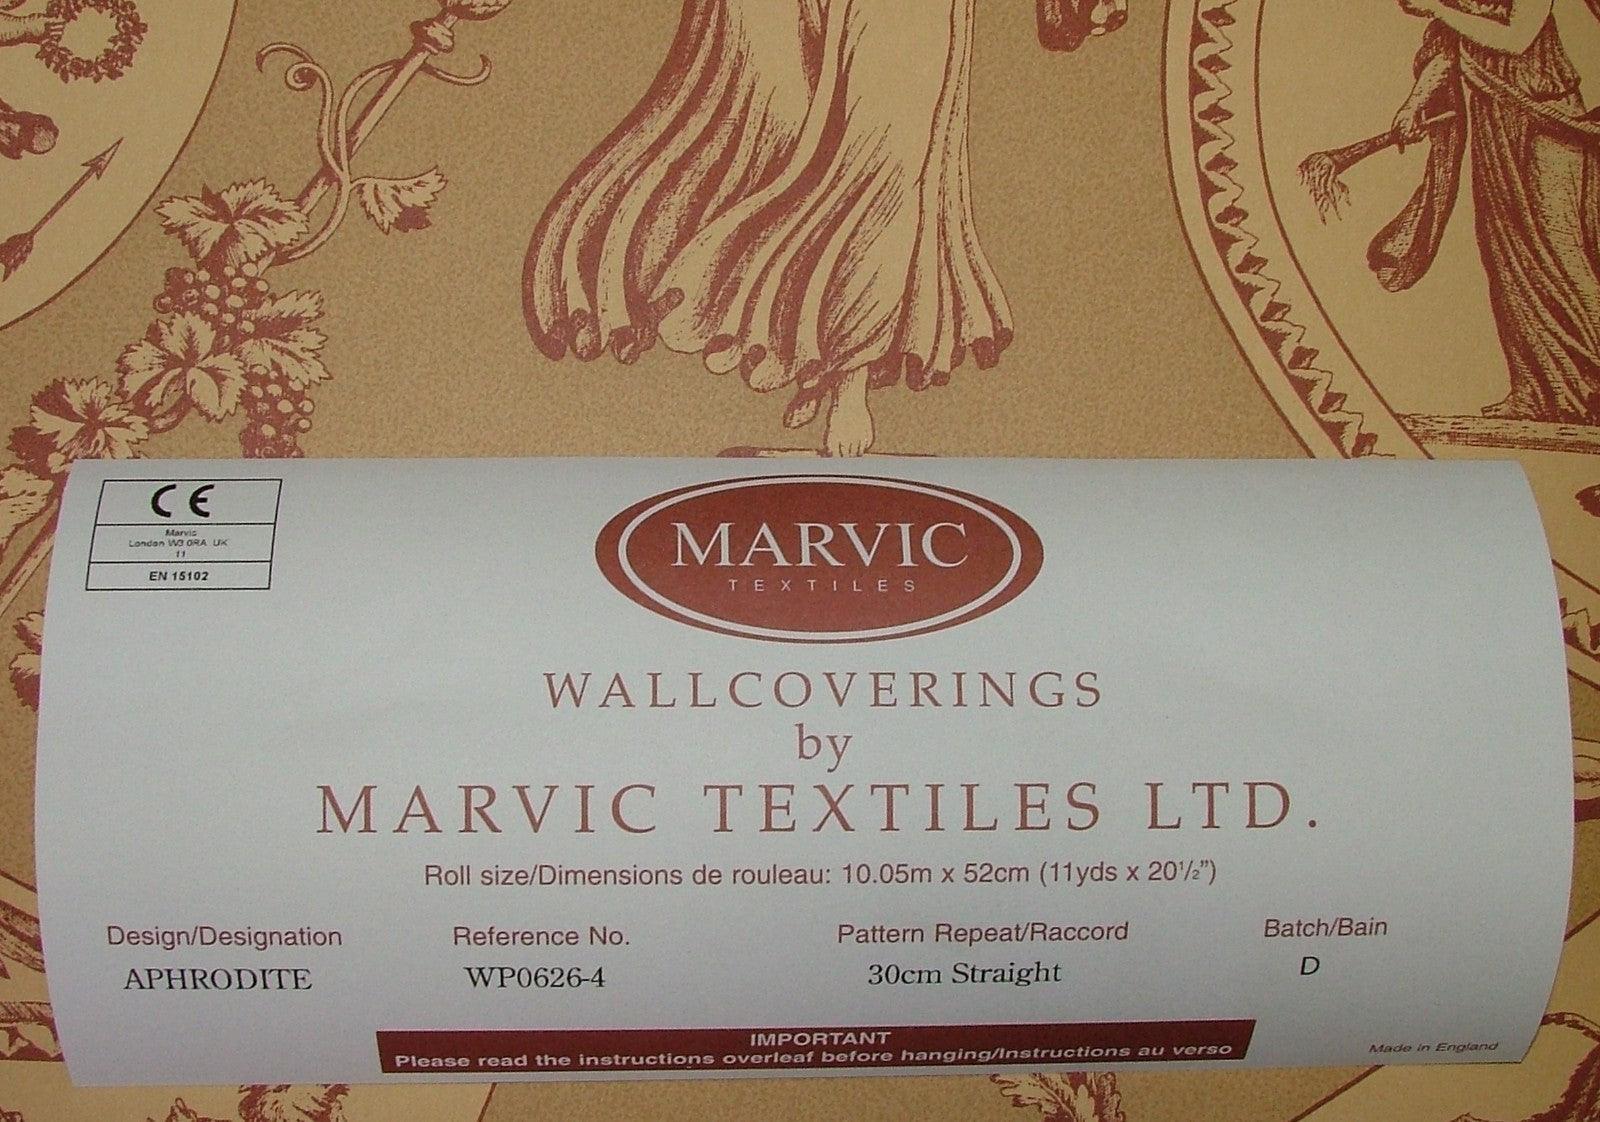 CE
Marvic
London W3 0RA UK
11
EN 15102
MARVIC
TEXTILES
WALLCOVERINGS
by
MARVIC TEXTILES LTD.
Roll size/Dimensions de rouleau: 10.05m x 52cm (11yds x 20½")
Design/Designation Reference No. Pattern Repeat/Raccord Batch/Bain
APHRODITE WP0626-4 30cm Straight D
IMPORTANT
Please read the instructions overleaf before hanging/Instructions au verso
Made in England